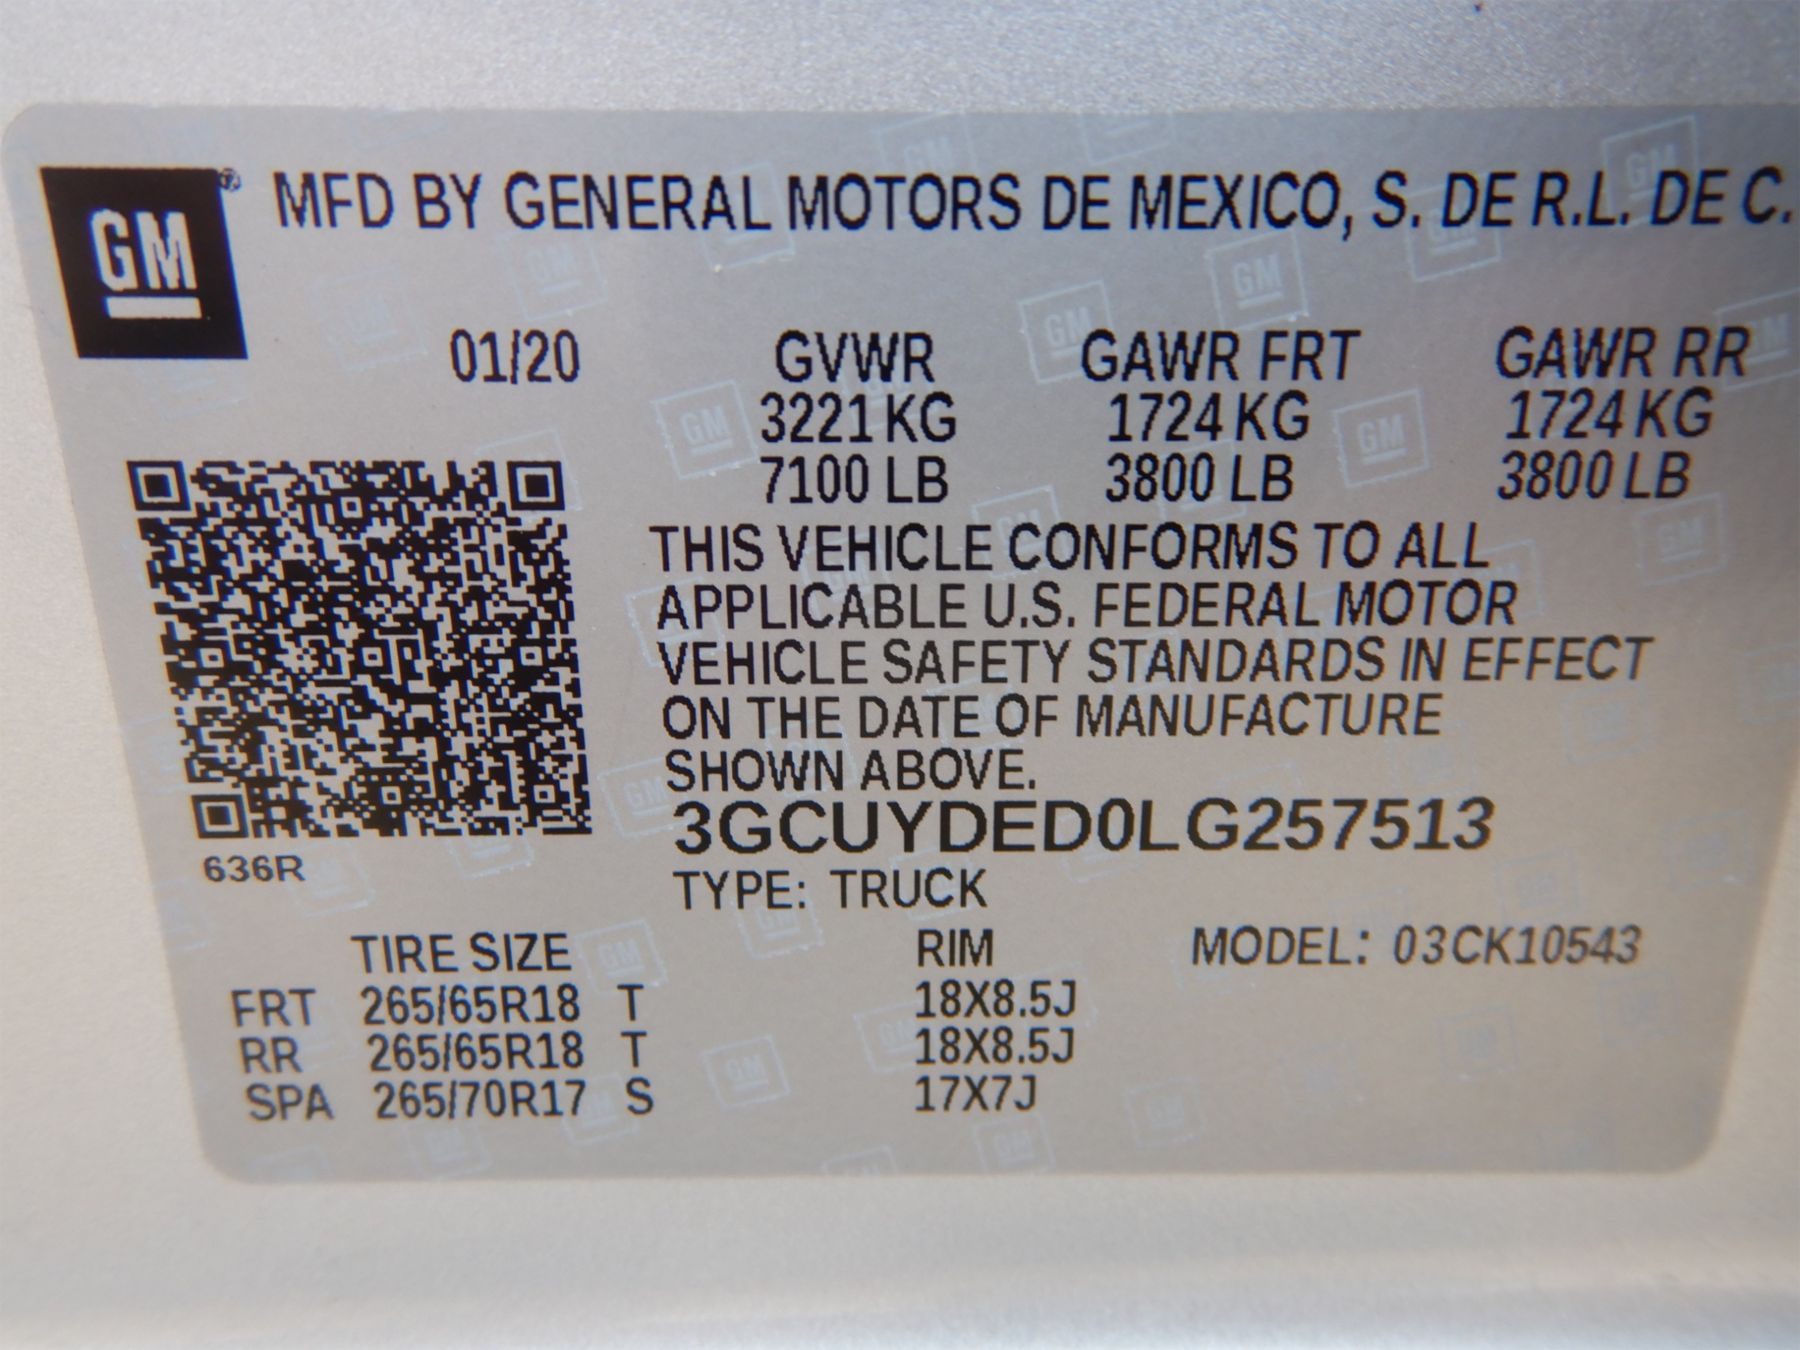 GM® MFD BY GENERAL MOTORS DE MEXICO, S. DE R.L. DE C.
01/20 GVWR GAWR FRT GAWR RR
3221 KG 1724 KG 1724 KG
7100 LB 3800 LB 3800 LB
THIS VEHICLE CONFORMS TO ALL
APPLICABLE U.S. FEDERAL MOTOR
VEHICLE SAFETY STANDARDS IN EFFECT
ON THE DATE OF MANUFACTURE
SHOWN ABOVE.
3GCUYDED0LG257513
636R
TYPE: TRUCK
TIRE SIZE RIM MODEL: 03CK10543
FRT 265/65R18 T 18X8.5J
RR 265/65R18 T 18X8.5J
SPA 265/70R17 S 17X7J